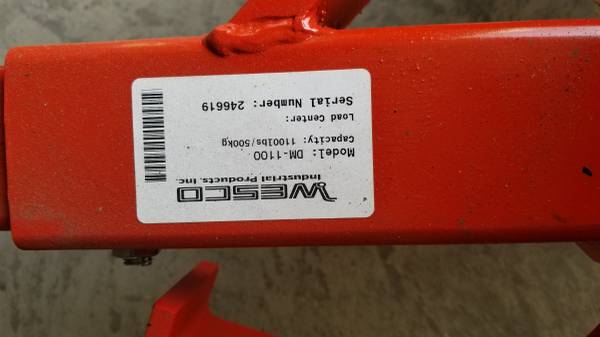 WESCO
Industrial Products, Inc.
Model: DM-1100
Capacity: 1100lbs/500kg
Load Center:
Serial Number: 246619